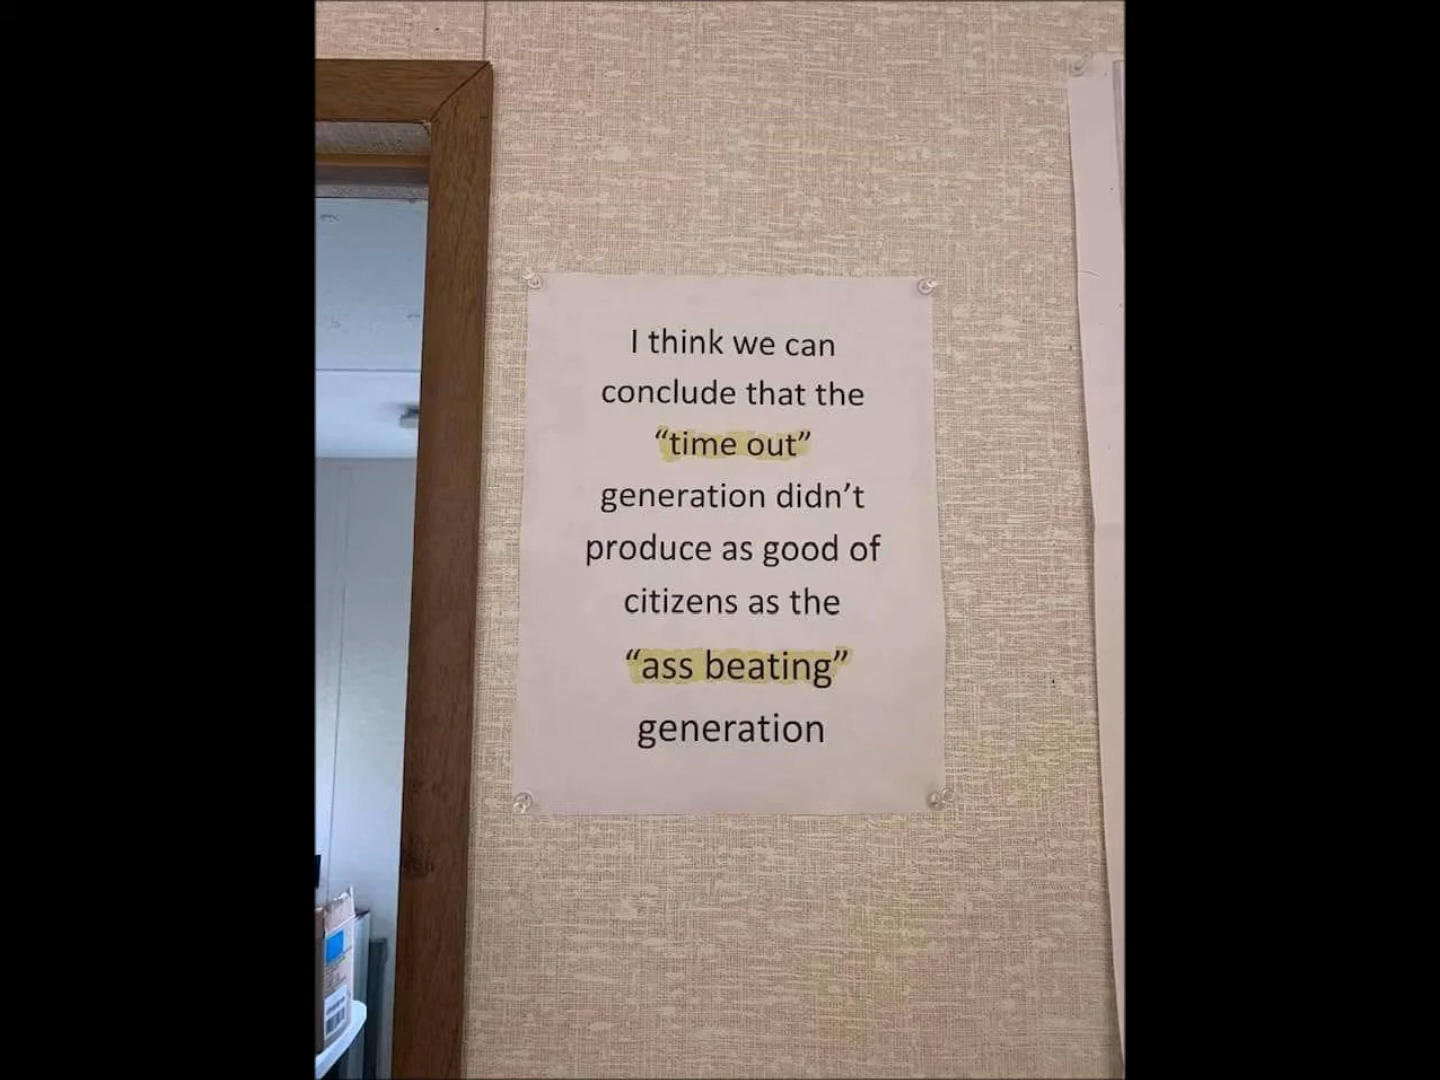 I think we can
conclude that the
“time out”
generation didn’t
produce as good of
citizens as the
“ass beating”
generation